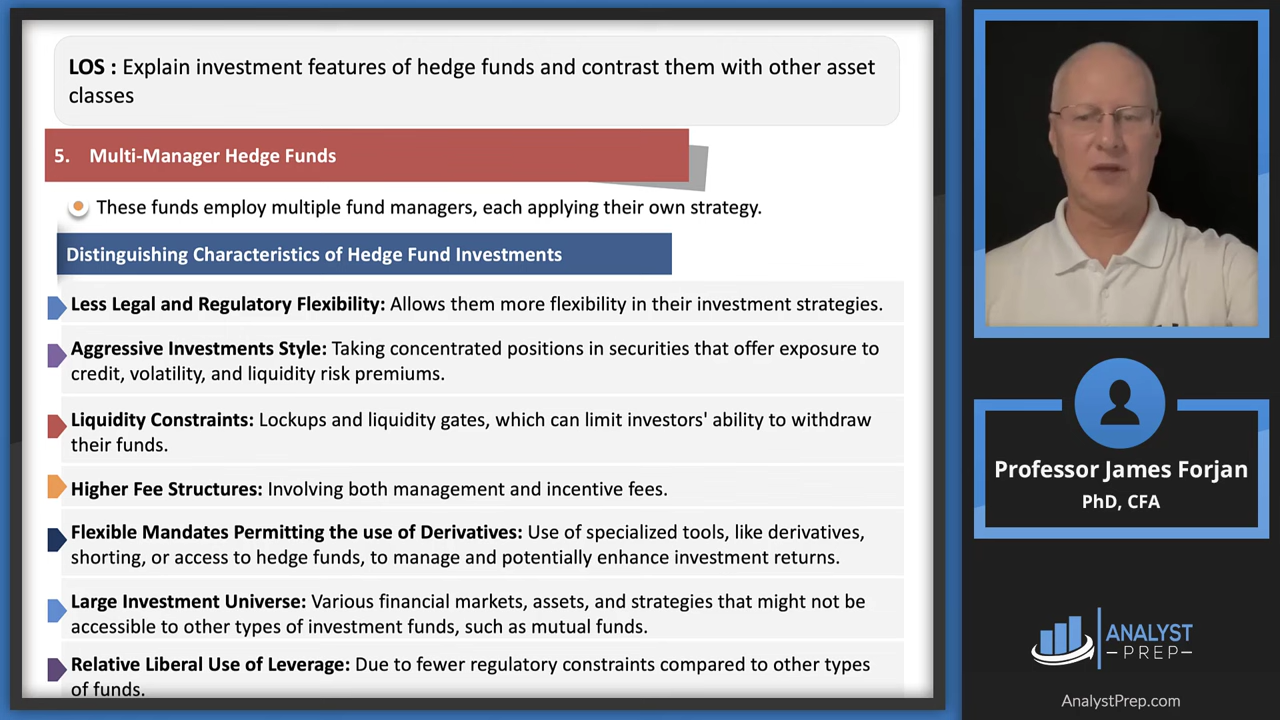 LOS : Explain investment features of hedge funds and contrast them with other asset
classes
5. Multi-Manager Hedge Funds
These funds employ multiple fund managers, each applying their own strategy.
Distinguishing Characteristics of Hedge Fund Investments
Less Legal and Regulatory Flexibility: Allows them more flexibility in their investment strategies.
Aggressive Investments Style: Taking concentrated positions in securities that offer exposure to
credit, volatility, and liquidity risk premiums.
Liquidity Constraints: Lockups and liquidity gates, which can limit investors' ability to withdraw
their funds.
Higher Fee Structures: Involving both management and incentive fees.
Flexible Mandates Permitting the use of Derivatives: Use of specialized tools, like derivatives,
shorting, or access to hedge funds, to manage and potentially enhance investment returns.
Large Investment Universe: Various financial markets, assets, and strategies that might not be
accessible to other types of investment funds, such as mutual funds.
Relative Liberal Use of Leverage: Due to fewer regulatory constraints compared to other types
of funds.
Professor James Forjan
PhD, CFA
ANALYST
PREP
AnalystPrep.com